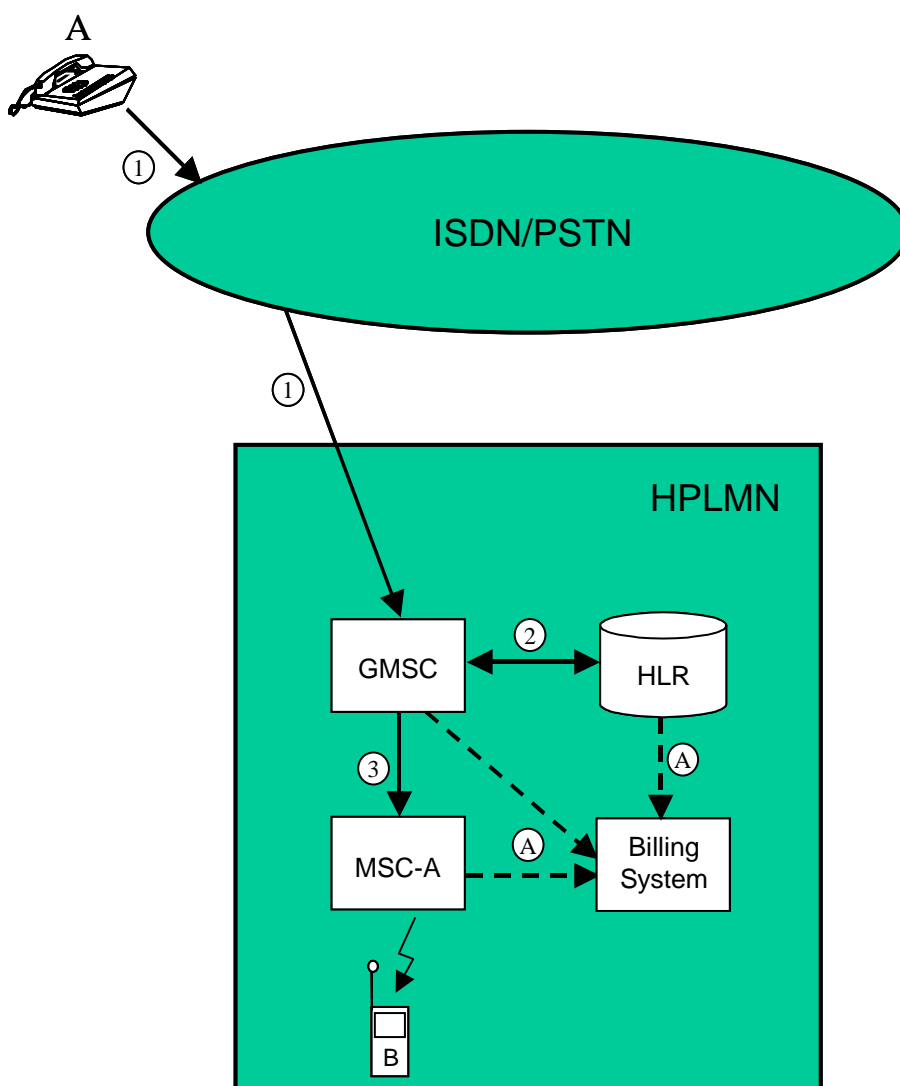 A
1
ISDN/PSTN
1
HPLMN
GMSC
2
HLR
3
A
MSC-A
A
Billing
System
B